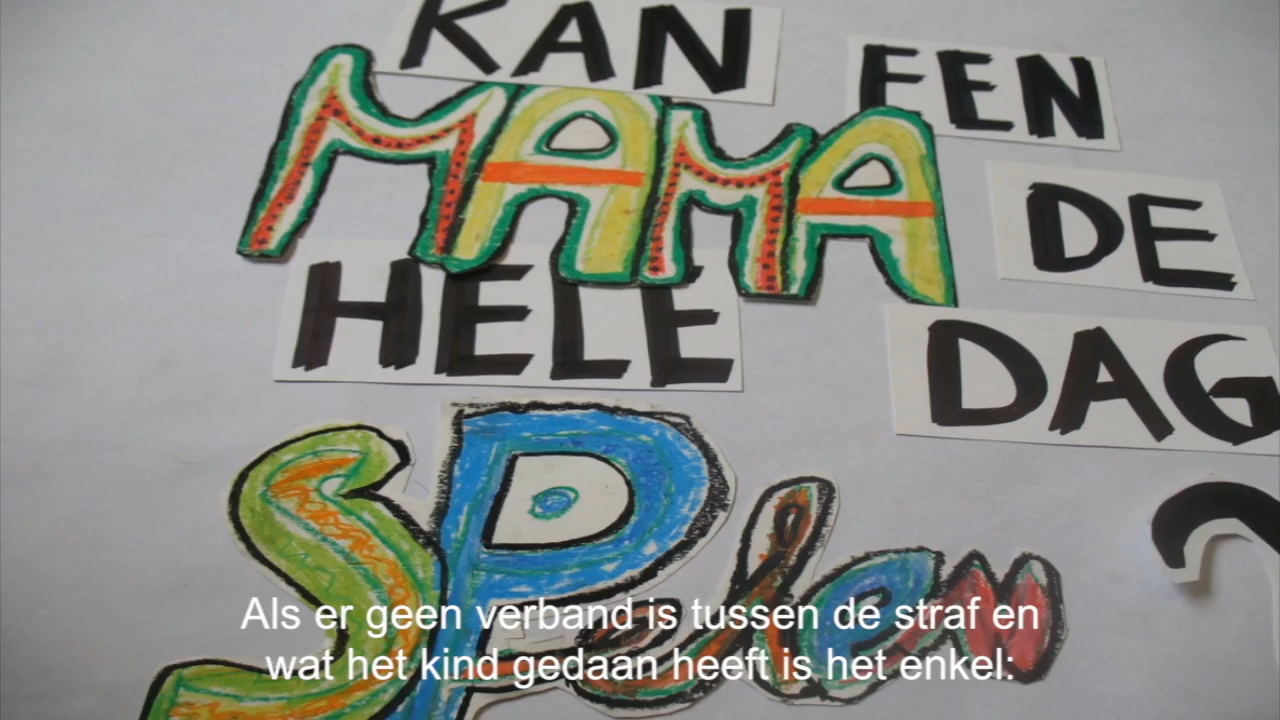 KAN EEN
MAMA
DE
HELE
DAG
SPelen
?
Als er geen verband is tussen de straf en
wat het kind gedaan heeft is het enkel: